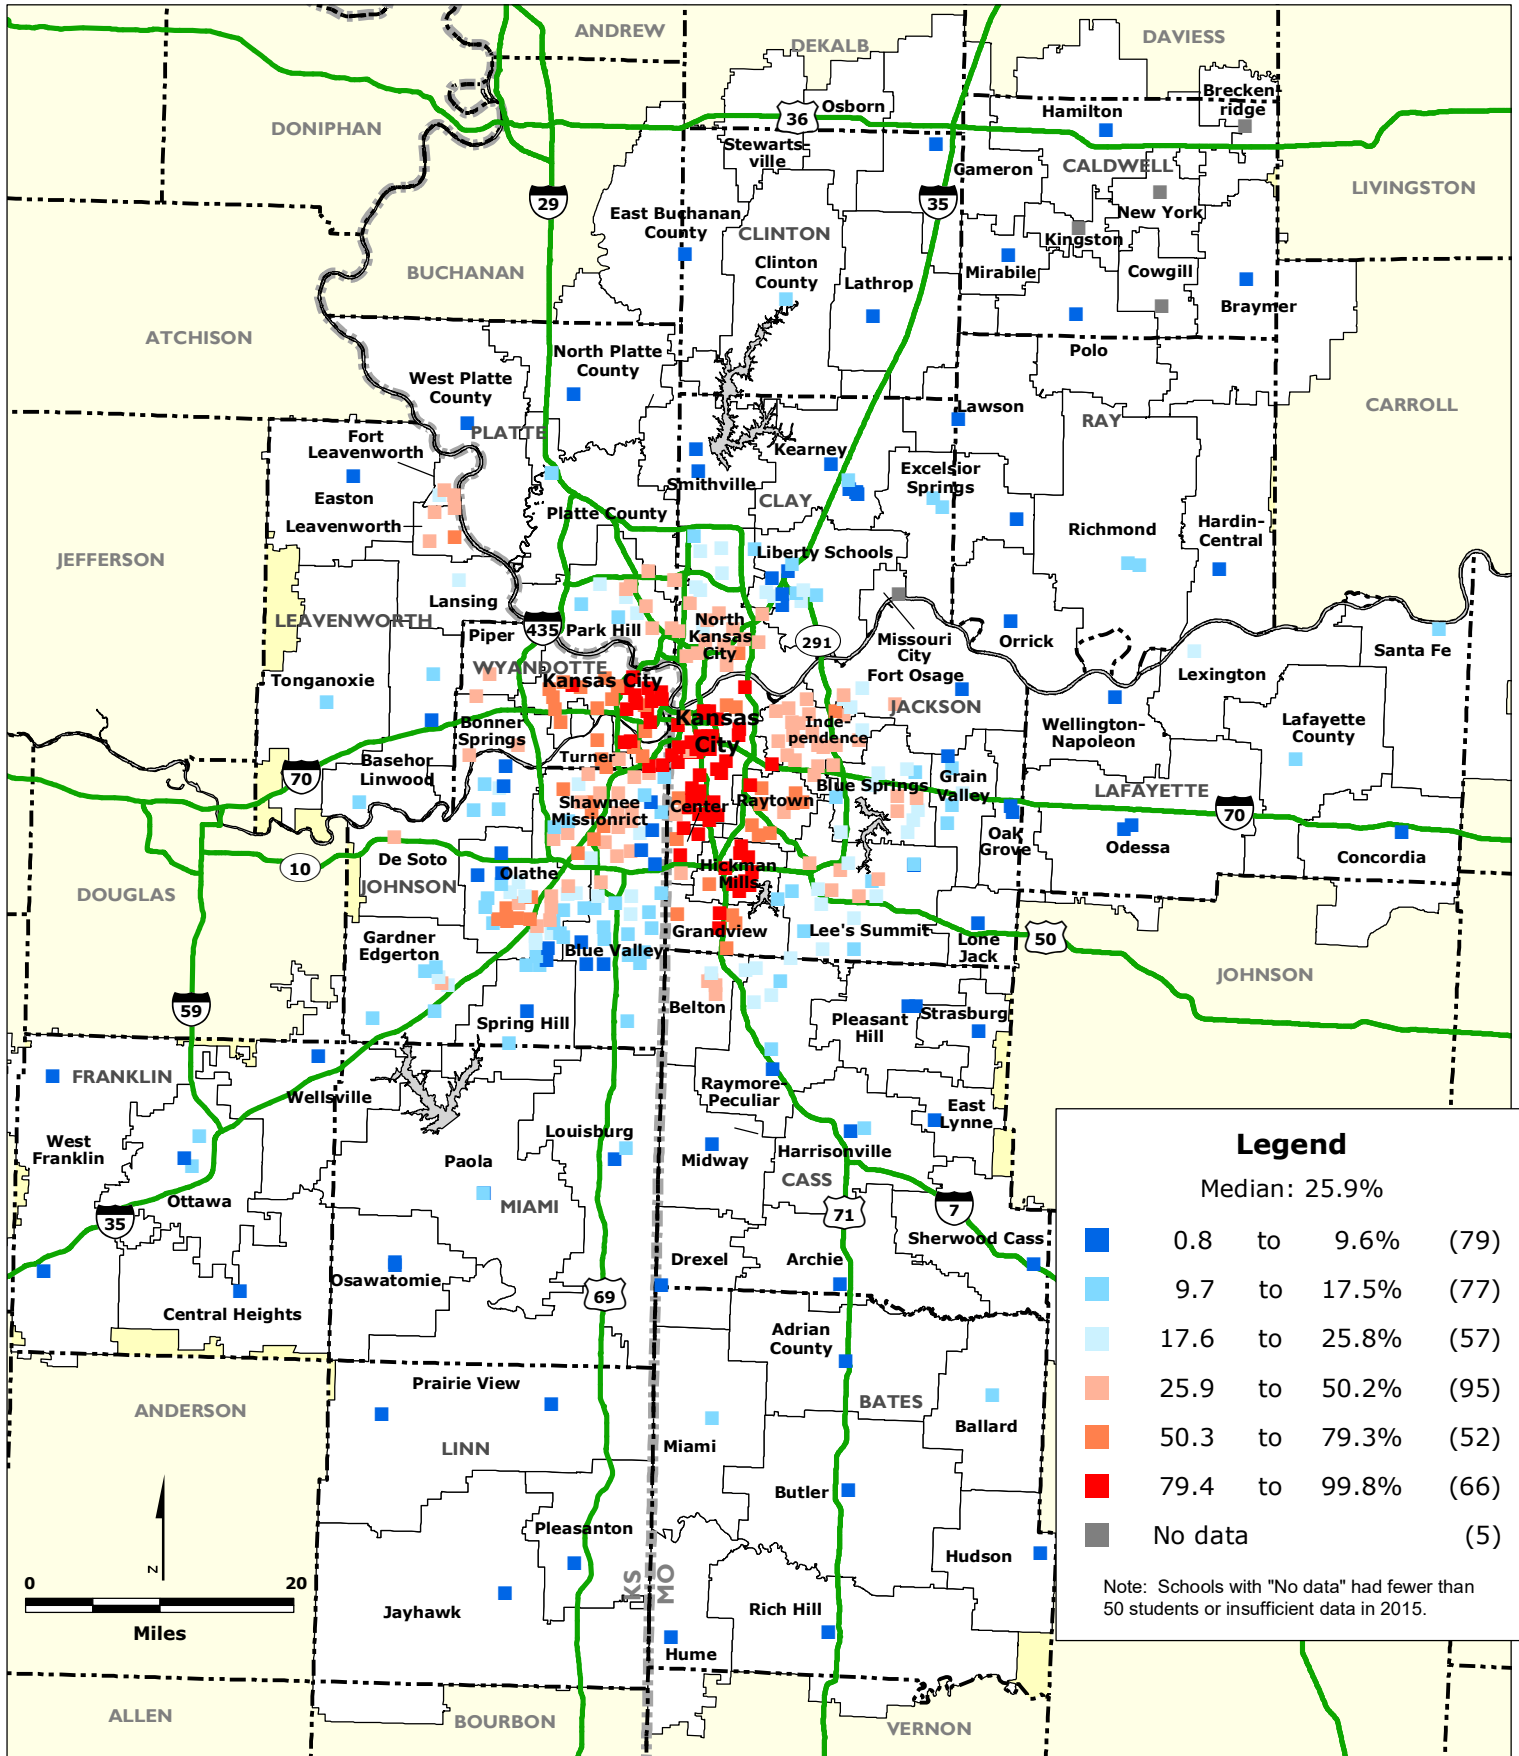 ANDREW
DEKALB
DAVIESS
DONIPHAN
36
Osborn
Hamilton
Brecken-
ridge
Stewarts-
ville
Cameron
CALDWELL
LIVINGSTON
29
35
New York
East Buchanan
County
CLINTON
Kingston
BUCHANAN
Clinton
County
Lathrop
Mirabile
Cowgill
Braymer
ATCHISON
North Platte
County
Polo
West Platte
County
Lawson
RAY
CARROLL
PLATTE
Fort
Leavenworth
Kearney
Excelsior
Springs
Smithville
Easton
CLAY
Leavenworth
Platte County
Richmond
Hardin-
Central
JEFFERSON
Liberty Schools
Lansing
LEAVENWORTH
435
Park Hill
North
Kansas
City
291
Missouri
City
Orrick
Piper
Santa Fe
WYANDOTTE
Kansas City
Fort Osage
Lexington
Tonganoxie
JACKSON
Bonner
Springs
Kansas
City
Inde-
pendence
Wellington-
Napoleon
Lafayette
County
Turner
70
Basehor
Linwood
Blue Springs
Grain
Valley
LAFAYETTE
Shawnee
Missionrict
Center
Raytown
70
Oak
Grove
Odessa
Concordia
10
De Soto
JOHNSON
Olathe
Hickman
Mills
DOUGLAS
Gardner
Edgerton
Blue Valley
Grandview
Lee's Summit
Lone
Jack
50
JOHNSON
59
Belton
Spring Hill
Pleasant
Hill
Strasburg
FRANKLIN
Wellsville
Raymore-
Peculiar
East
Lynne
West
Franklin
Louisburg
Paola
Midway
Harrisonville
CASS
Ottawa
MIAMI
35
71
7
Drexel
Archie
Sherwood Cass
Osawatomie
69
Central Heights
Adrian
County
Prairie View
ANDERSON
BATES
Ballard
LINN
Miami
Butler
Pleasanton
Hudson
KS
MO
Jayhawk
Rich Hill
Hume
ALLEN
BOURBON
VERNON
N
0 20
Miles
Legend
Median: 25.9%
0.8 to 9.6% (79)
9.7 to 17.5% (77)
17.6 to 25.8% (57)
25.9 to 50.2% (95)
50.3 to 79.3% (52)
79.4 to 99.8% (66)
No data (5)
Note: Schools with "No data" had fewer than
50 students or insufficient data in 2015.